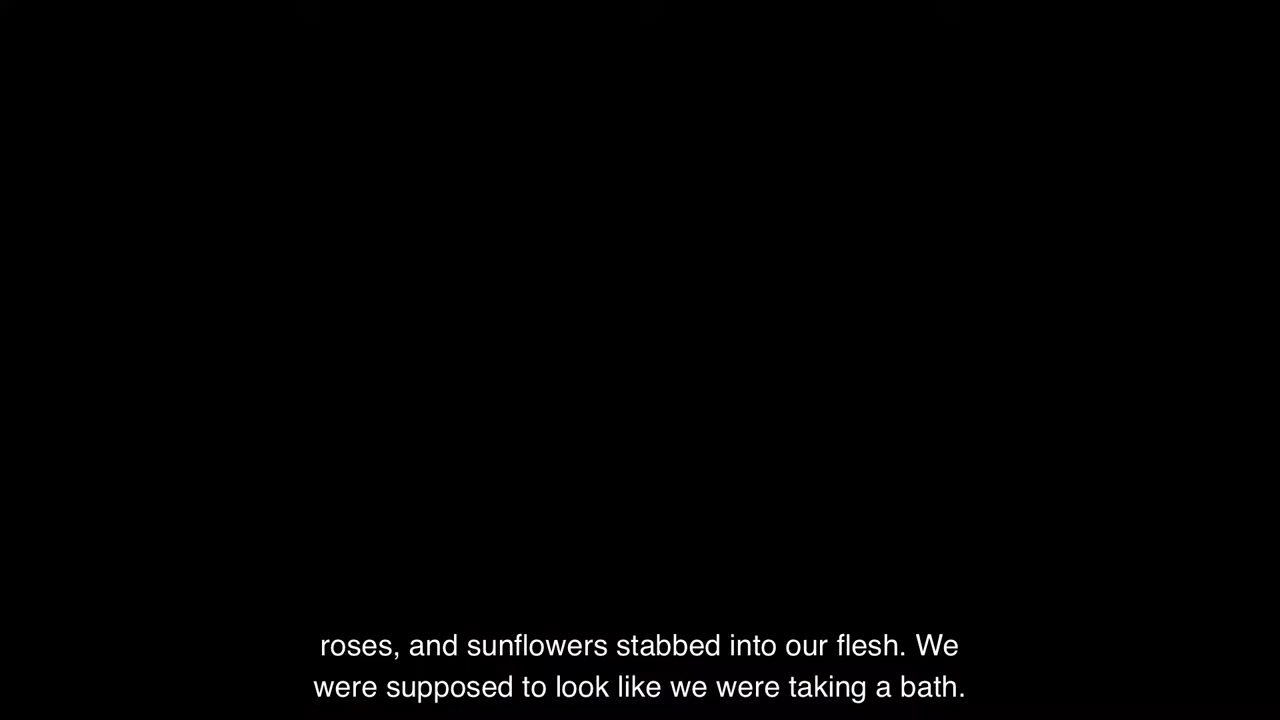 roses, and sunflowers stabbed into our flesh. We
were supposed to look like we were taking a bath.